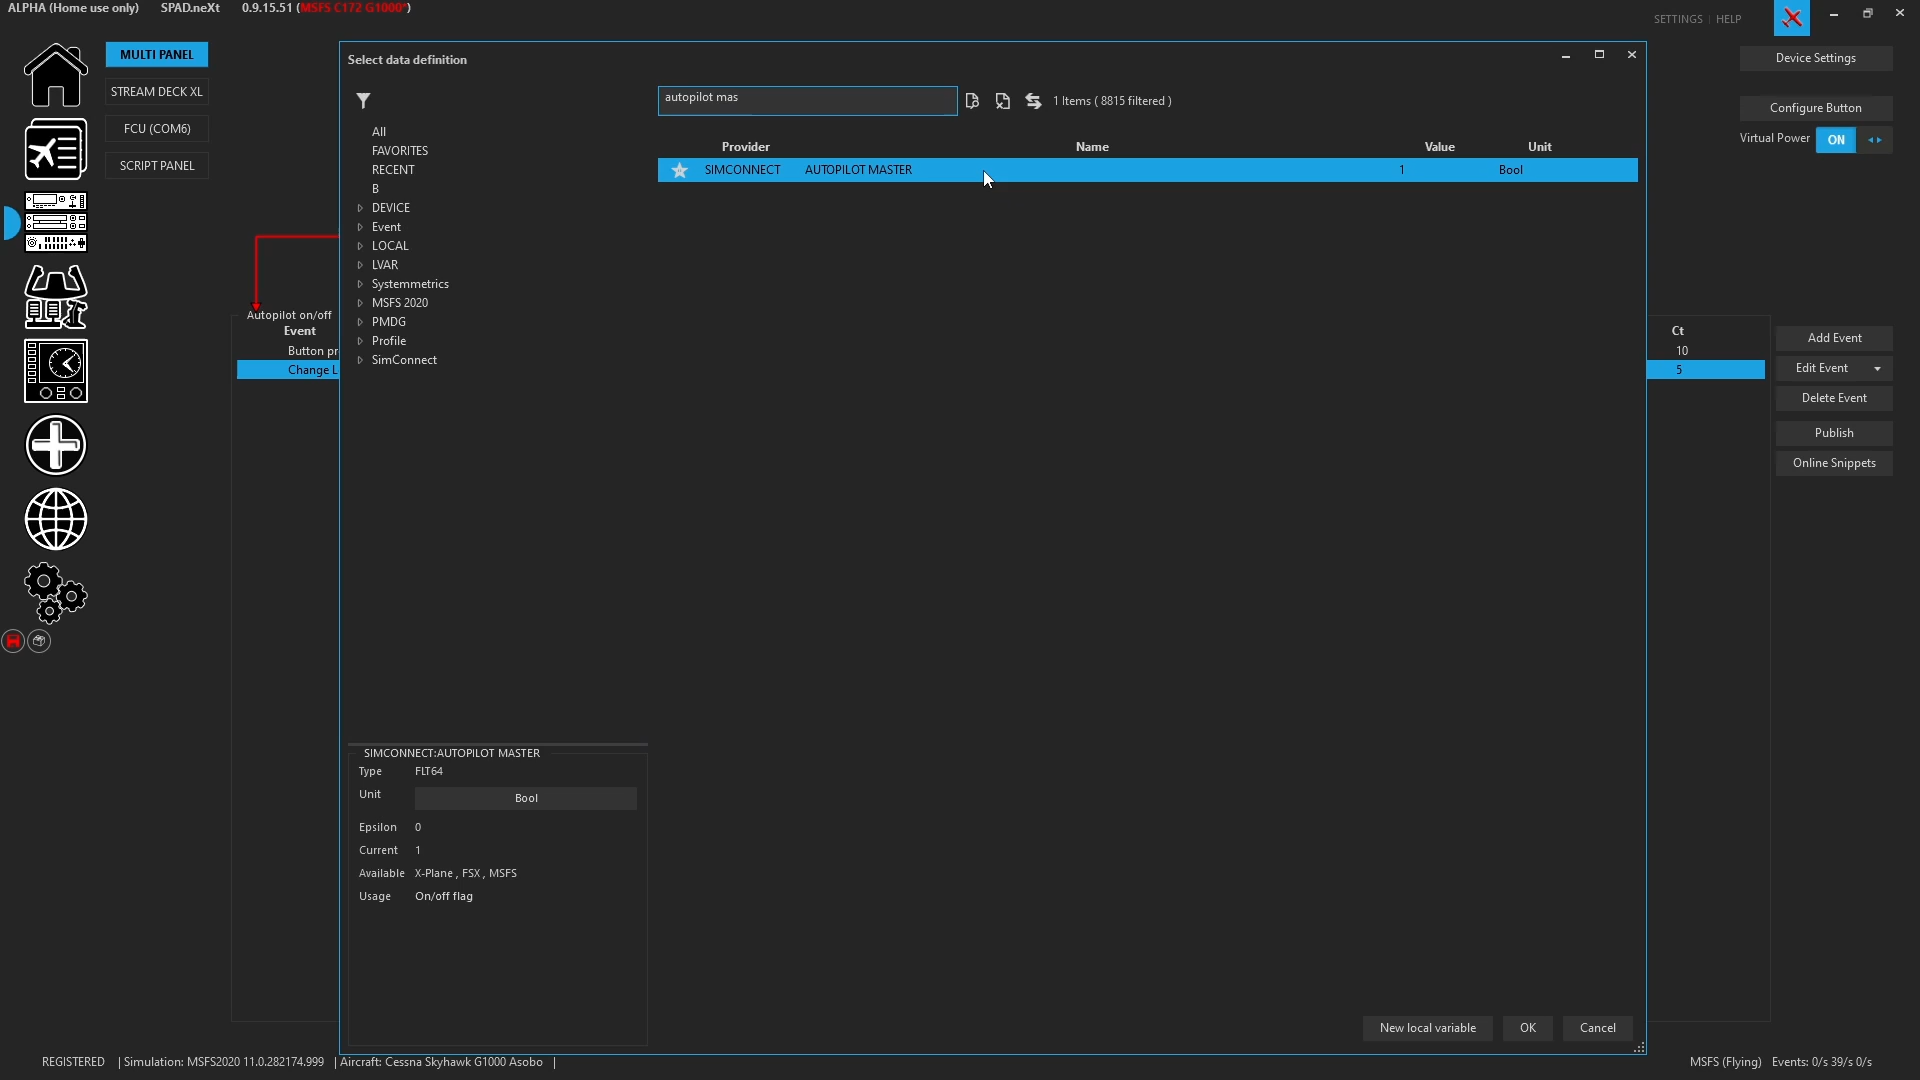 ALPHA (Home use only) SPAD.neXt 0.9.15.51 (MSFS C172 G1000*)
SETTINGS | HELP
MULTI PANEL
STREAM DECK XL
FCU (COM6)
SCRIPT PANEL
Select data definition
autopilot mas
1 Items ( 8815 filtered )
All
FAVORITES
RECENT
B
DEVICE
Event
LOCAL
LVAR
Systemmetrics
MSFS 2020
PMDG
Profile
SimConnect
Provider Name Value Unit
SIMCONNECT AUTOPILOT MASTER 1 Bool
SIMCONNECT:AUTOPILOT MASTER
Type FLT64
Unit Bool
Epsilon 0
Current 1
Available X-Plane , FSX , MSFS
Usage On/off flag
New local variable OK Cancel
Autopilot on/off
Event
Button pr
Change L
Ct
10
5
Device Settings
Configure Button
Virtual Power ON
Add Event
Edit Event
Delete Event
Publish
Online Snippets
REGISTERED | Simulation: MSFS2020 11.0.282174.999 | Aircraft: Cessna Skyhawk G1000 Asobo |
MSFS (Flying) Events: 0/s 39/s 0/s